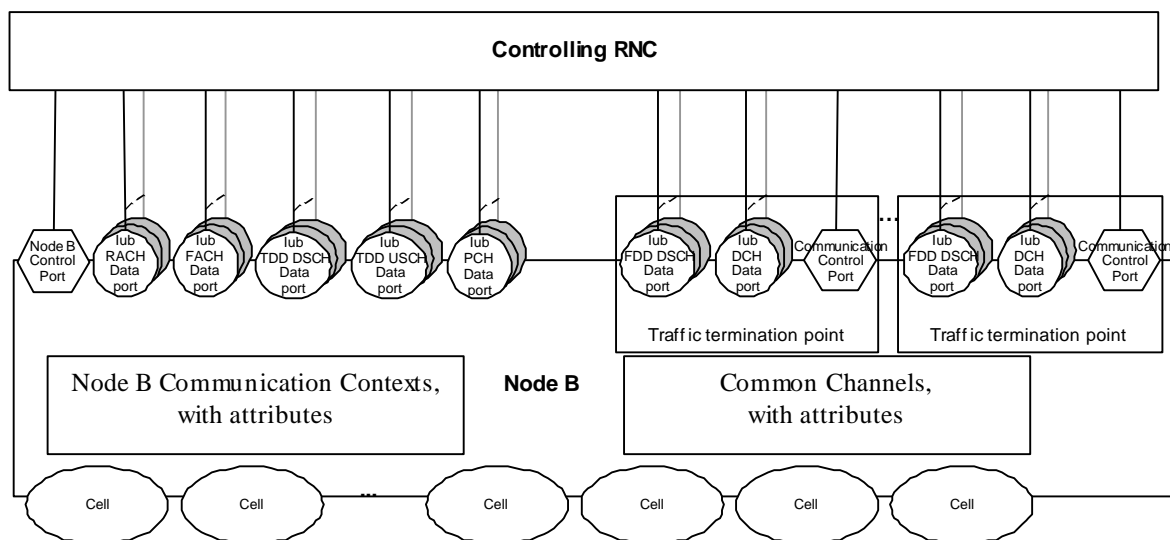 Controlling RNC
Node B
Control
Port
Iub
RACH
Data
port
Iub
FACH
Data
port
Iub
TDD DSCH
Data
port
Iub
TDD USCH
Data
port
Iub
PCH
Data
port
Iub
FDD DSCH
Data
port
Iub
DCH
Data
port
Communication
Control
Port
...
Iub
FDD DSCH
Data
port
Iub
DCH
Data
port
Communication
Control
Port
Traffic termination point
Traffic termination point
Node B Communication Contexts,
with attributes
Node B
Common Channels,
with attributes
Cell
Cell
...
Cell
Cell
Cell
Cell